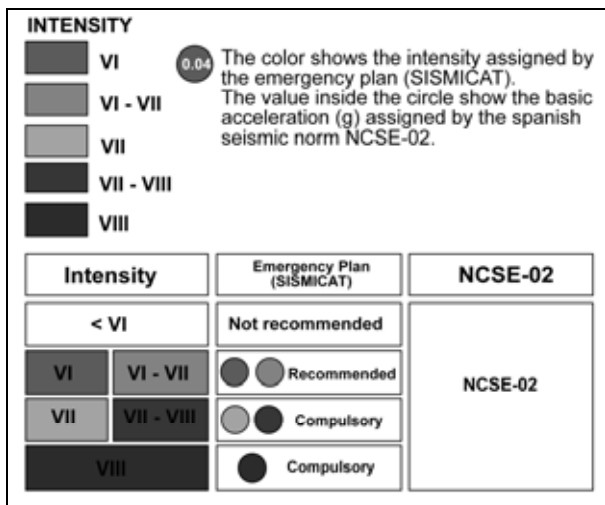 INTENSITY
VI
VI - VII
VII
VII - VIII
VIII
0.04
The color shows the intensity assigned by
the emergency plan (SISMICAT).
The value inside the circle show the basic
acceleration (g) assigned by the spanish
seismic norm NCSE-02.
Intensity
Emergency Plan
(SISMICAT)
NCSE-02
< VI
Not recommended
VI
VI - VII
Recommended
NCSE-02
VII
VII - VIII
Compulsory
VIII
Compulsory